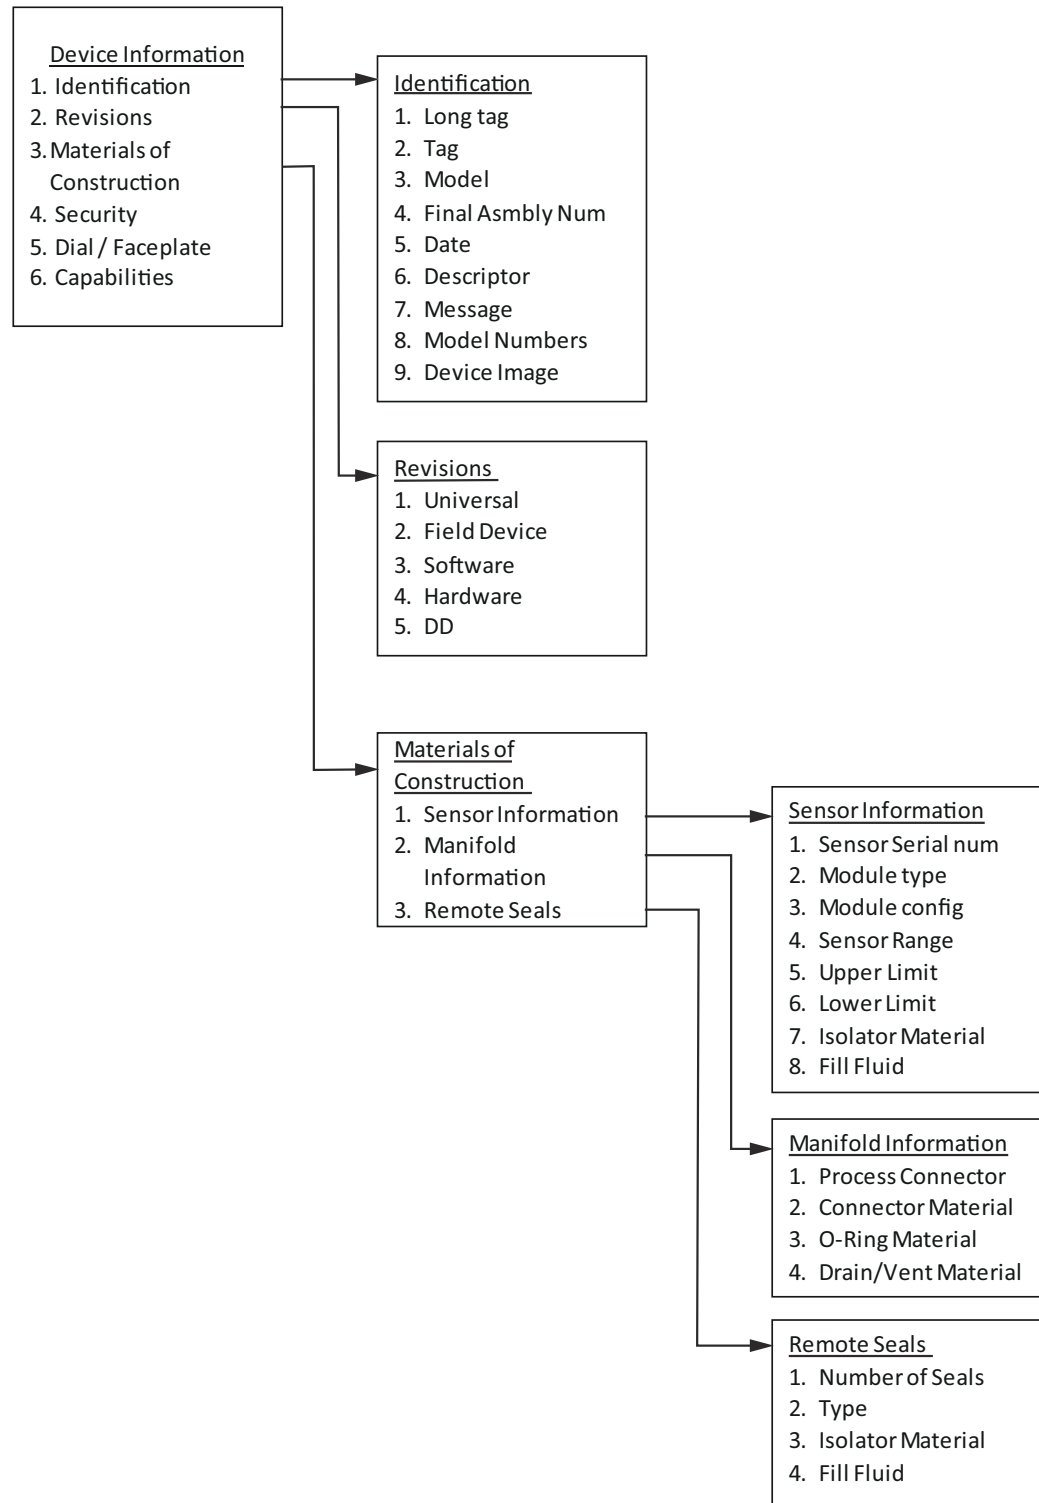 Device Information
1. Identification
2. Revisions
3. Materials of
Construction
4. Security
5. Dial / Faceplate
6. Capabilities
Identification
1. Long tag
2. Tag
3. Model
4. Final Asmbly Num
5. Date
6. Descriptor
7. Message
8. Model Numbers
9. Device Image
Revisions
1. Universal
2. Field Device
3. Software
4. Hardware
5. DD
Materials of
Construction
1. Sensor Information
2. Manifold
Information
3. Remote Seals
Sensor Information
1. Sensor Serial num
2. Module type
3. Module config
4. Sensor Range
5. Upper Limit
6. Lower Limit
7. Isolator Material
8. Fill Fluid
Manifold Information
1. Process Connector
2. Connector Material
3. O-Ring Material
4. Drain/Vent Material
Remote Seals
1. Number of Seals
2. Type
3. Isolator Material
4. Fill Fluid